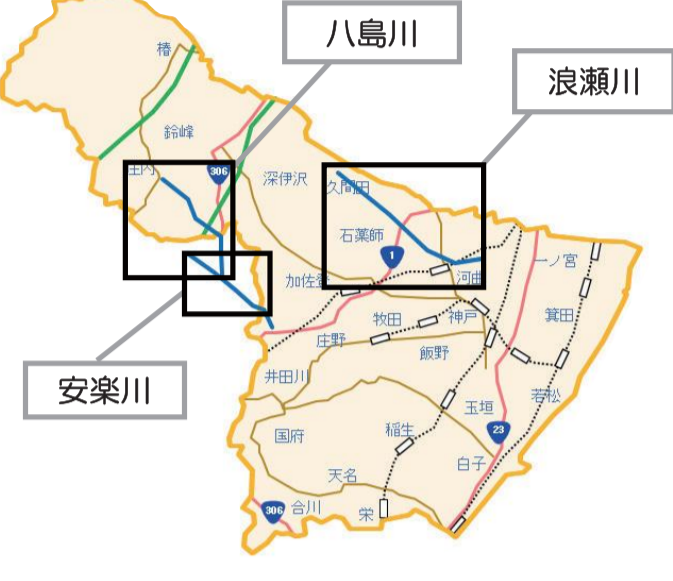 八島川
浪瀬川
椿
鈴峰
306
庄内
深伊沢
久間田
石薬師
1
一ノ宮
加佐登
河曲
牧田
神戸
箕田
庄野
飯野
井田川
若松
玉垣
安楽川
国府
稲生
23
白子
天名
306
合川
栄